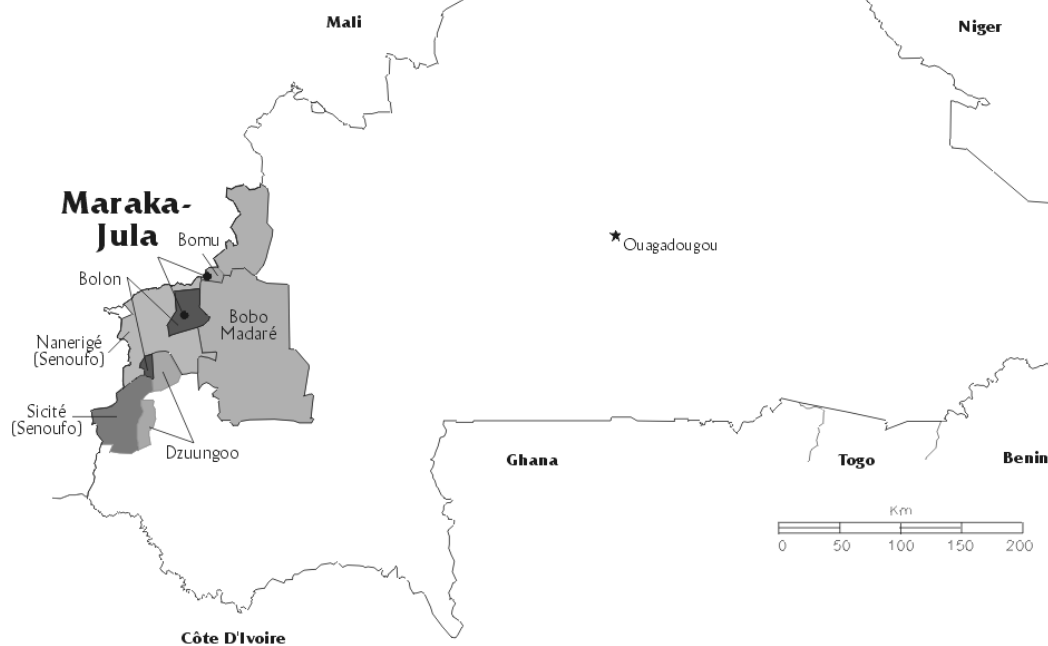 Mali
Niger
Maraka-
Jula
Bomu
Ouagadougou
Bolon
Bobo
Madaré
Nanerigé
(Senoufo)
Sicité
(Senoufo)
Dzuungoo
Ghana
Togo
Benin
Km
0 50 100 150 200
Côte D'Ivoire